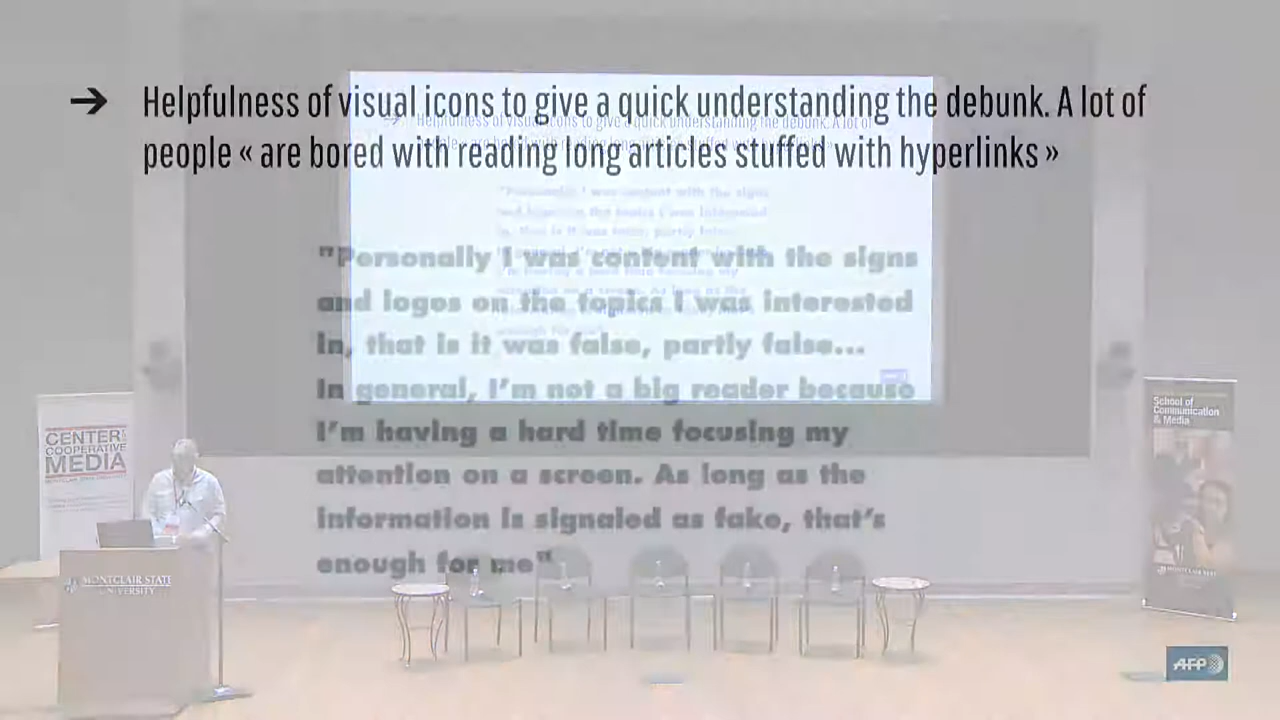 → Helpfulness of visual icons to give a quick understanding the debunk. A lot of
people « are bored with reading long articles stuffed with hyperlinks »
"Personally I was content with the signs
and logos on the topics I was interested
in, that is it was false, partly false...
In general, I'm not a big reader because
I'm having a hard time focusing my
attention on a screen. As long as the
information is signaled as fake, that's
enough for me"
CENTER
COOPERATIVE
MEDIA
MONTCLAIR STATE
UNIVERSITY
School of
Communication
& Media
AFP